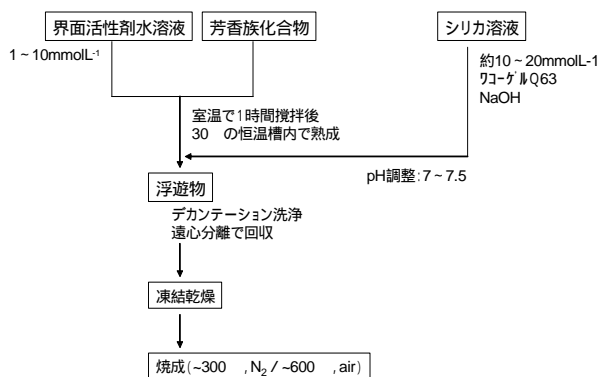 界面活性剤水溶液
芳香族化合物
シリカ溶液
1~10mmolL-1
約10~20mmolL-1
ワコーゲルQ63
NaOH
室温で1時間撹拌後
30 の恒温槽内で熟成
pH調整:7~7.5
浮遊物
デカンテーション洗浄
遠心分離で回収
凍結乾燥
焼成(~300 ,N2/~600 ,air)